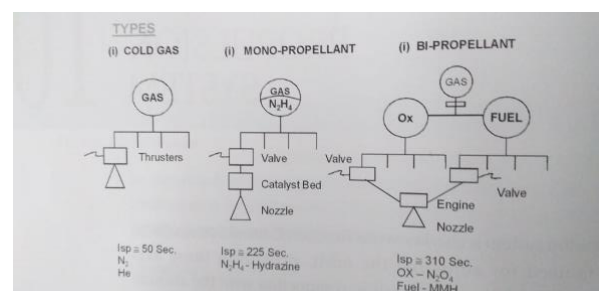 TYPES
(i) COLD GAS
(i) MONO-PROPELLANT
(i) BI-PROPELLANT
GAS
GAS
N₂H₄
GAS
Ox
FUEL
Thrusters
Valve
Catalyst Bed
Nozzle
Valve
Valve
Engine
Nozzle
Isp ≅ 50 Sec.
N₂
He
Isp ≅ 225 Sec.
N₂H₄ - Hydrazine
Isp ≅ 310 Sec.
OX – N₂O₄
Fuel - MMH